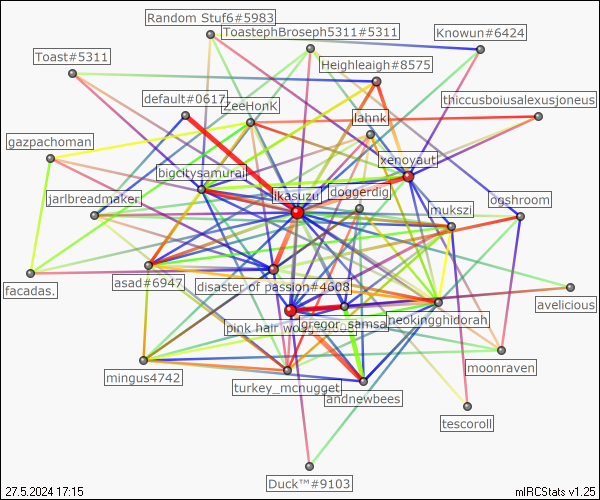 Random Stuf6#5983
ToastephBroseph5311#5311
Knowun#6424
Toast#5311
Heighleaigh#8575
default#0617
ZeeHonK
thiccusboiusalexusjoneus
lahnk
gazpachoman
xenoyaut
bigcitysamurai
ikasuzu
doggerdig
jarlbreadmaker
mukszi
ogshroom
asad#6947
disaster of passion#4608
facadas.
avelicious
pink hair
gregor_samsa
neokingghidorah
moonraven
mingus4742
turkey_mcnugget
andnewbees
tescoroll
Duck™#9103
27.5.2024 17:15
mIRCStats v1.25